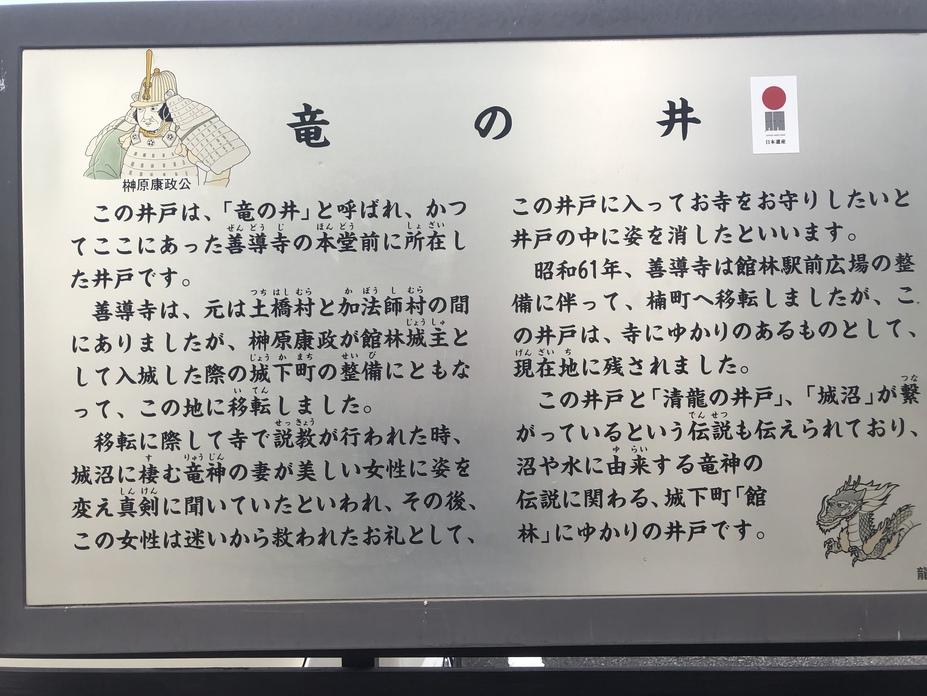 竜の井
日本遺産
榊原康政公
この井戸は、「竜の井」と呼ばれ、かつ
てここにあった善導寺の本堂前に所在し
た井戸です。
善導寺は、元は土橋村と加法師村の間
にありましたが、榊原康政が館林城主と
して入城した際の城下町の整備にともな
って、この地に移転しました。
移転に際して寺で説教が行われた時、
城沼に棲む竜神の妻が美しい女性に姿を
変え真剣に聞いていたといわれ、その後、
この女性は迷いから救われたお礼として、
この井戸に入ってお寺をお守りしたいと
井戸の中に姿を消したといいます。
昭和61年、善導寺は館林駅前広場の整
備に伴って、楠町へ移転しましたが、こ
の井戸は、寺にゆかりのあるものとして、
現在地に残されました。
この井戸と「清龍の井戸」、「城沼」が繋
がっているという伝説も伝えられており、
沼や水に由来する竜神の
伝説に関わる、城下町「館
林」にゆかりの井戸です。
龍